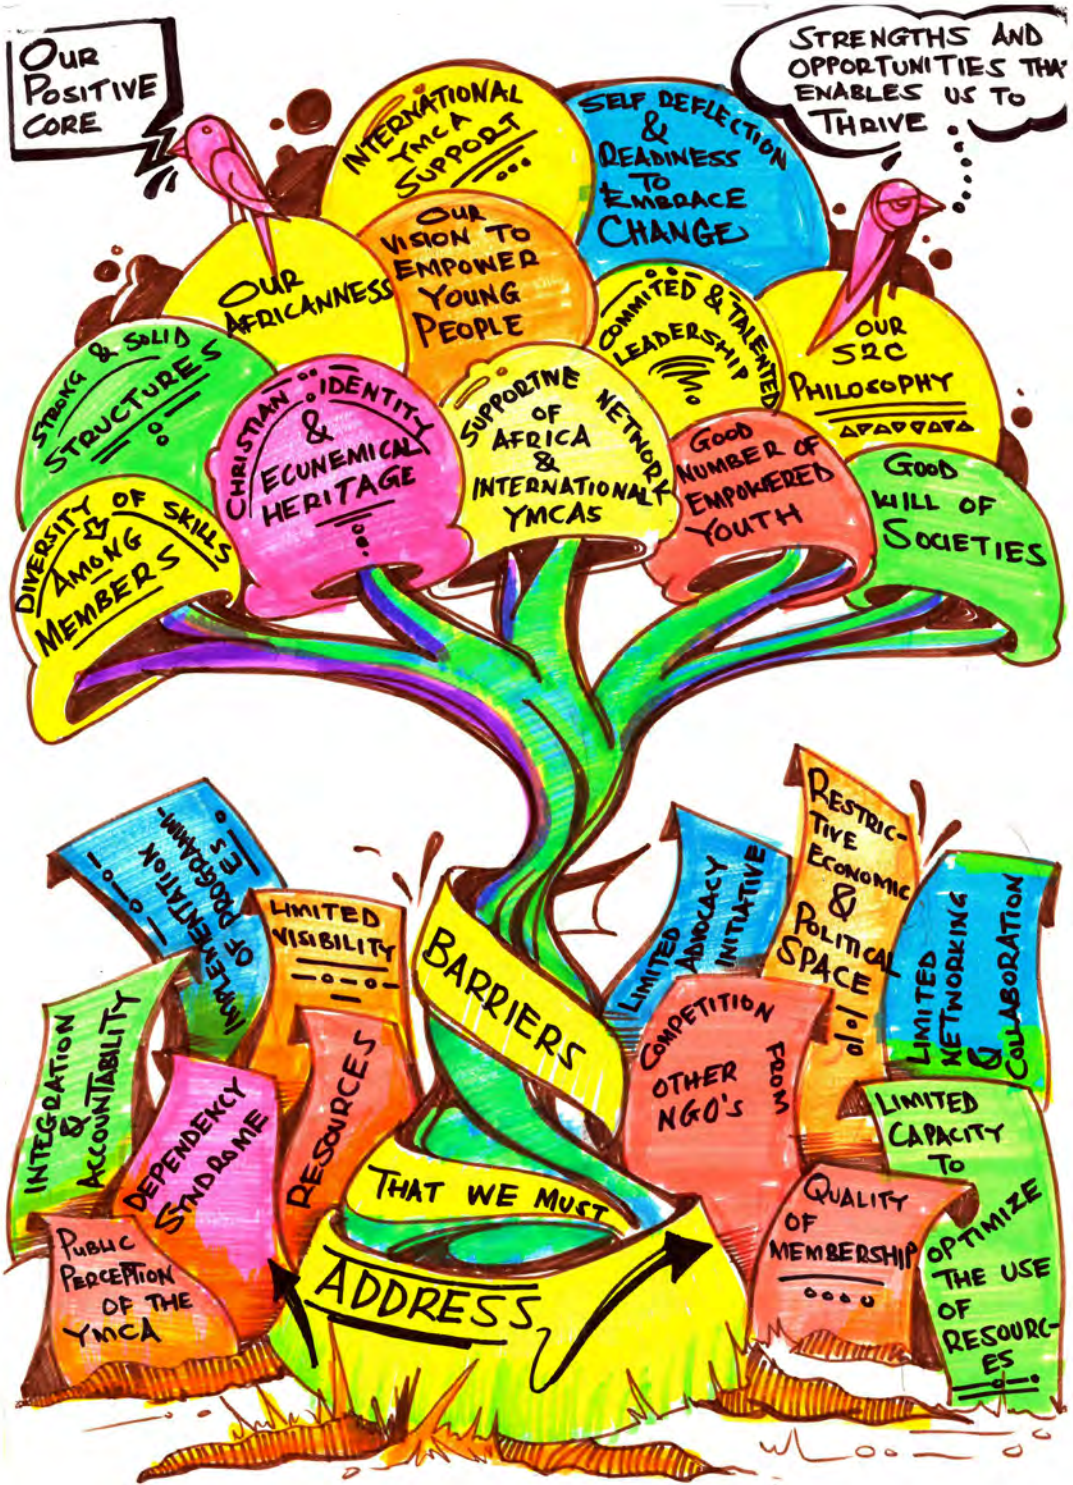 OUR
POSITIVE
CORE
STRENGTHS AND
OPPORTUNITIES THA
ENABLES US TO
THRIVE
INTERNATIONAL
YMCA
SUPPORT
SELF DEFLECTION
&
READINESS
TO
EMBRACE
CHANGE
OUR
AFRICANNESS
OUR
VISION TO
EMPOWER
YOUNG
PEOPLE
COMMITED & TALENTED
LEADERSHIP
OUR
S2C
PHILOSOPHY
STRONG & SOLID
STRUCTURES
CHRISTIAN IDENTITY
&
ECUNEMICAL
HERITAGE
SUPPORTIVE NETWORK
OF
AFRICA
&
INTERNATIONAL
YMCAS
GOOD
NUMBER OF
EMPOWERED
YOUTH
GOOD
WILL OF
SOCIETIES
DIVERSITY OF SKILLS
AMONG
MEMBERS
IMPLEMENTATION
OF PROGRAMM-
ES
LIMITED
VISIBILITY
INTEGRATION
&
ACCOUNTABILITY
DEPENDENCY
SYNDROME
RESOURCES
PUBLIC
PERCEPTION
OF THE
YMCA
BARRIERS
THAT WE MUST
ADDRESS
LIMITED
ADVOCACY
INITIATIVE
RESTRIC-
TIVE
ECONOMIC
&
POLITICAL
SPACE
LIMITED
NETWORKING
&
COLLABORATION
COMPETITION FROM
OTHER
NGO'S
LIMITED
CAPACITY
TO
OPTIMIZE
THE USE
OF
RESOURC-
ES
QUALITY
OF
MEMBERSHIP